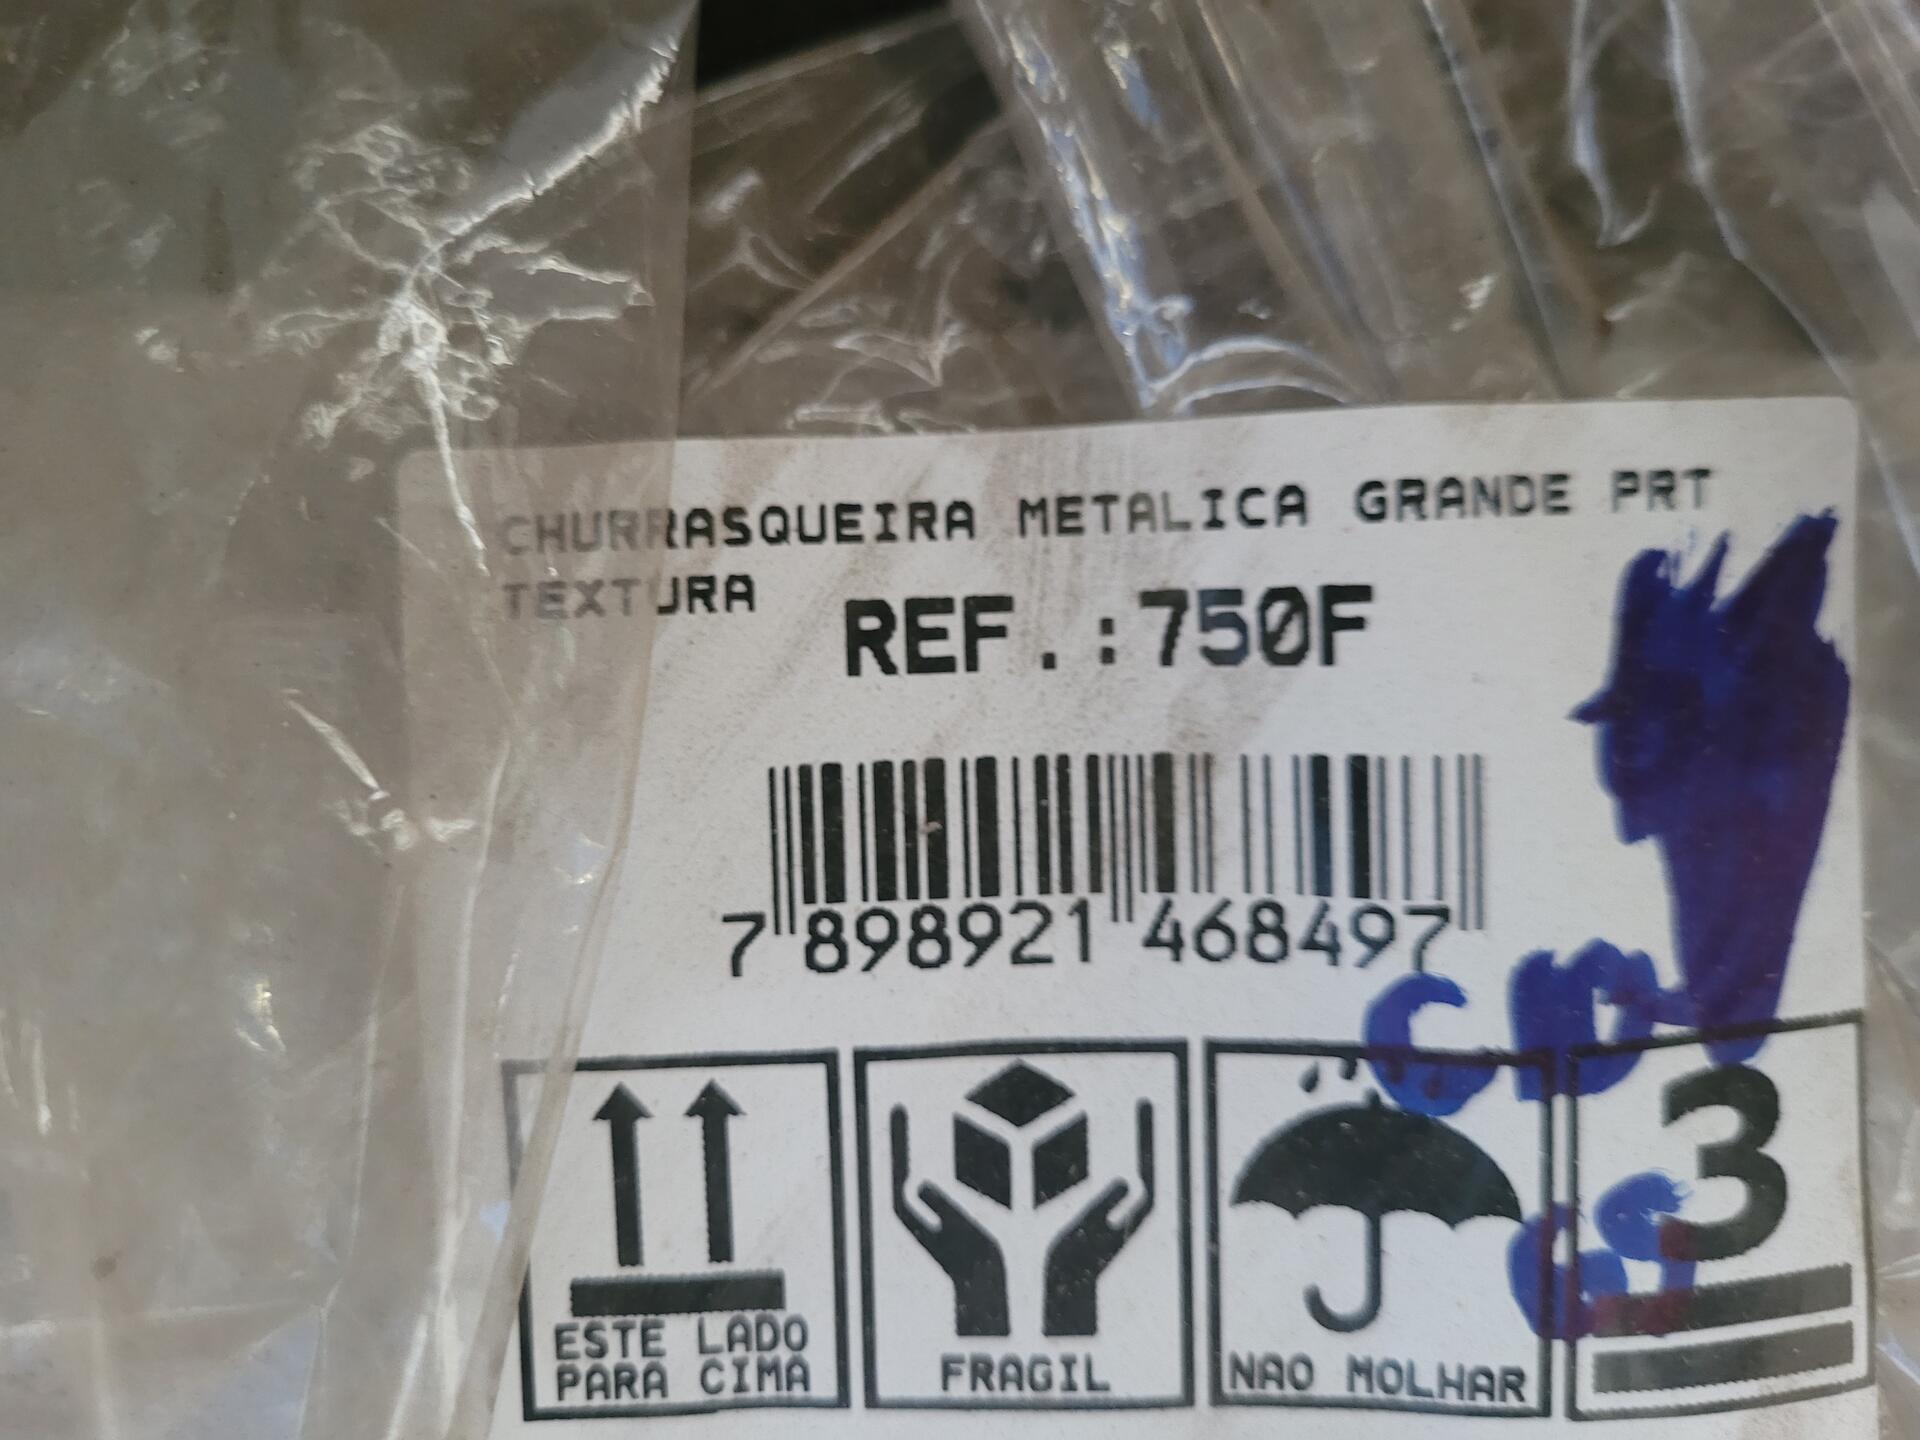 CHURRASQUEIRA METALICA GRANDE PRT
TEXTURA
REF.:750F
7 898921 468497
3
ESTE LADO
PARA CIMA
FRAGIL
NAO MOLHAR